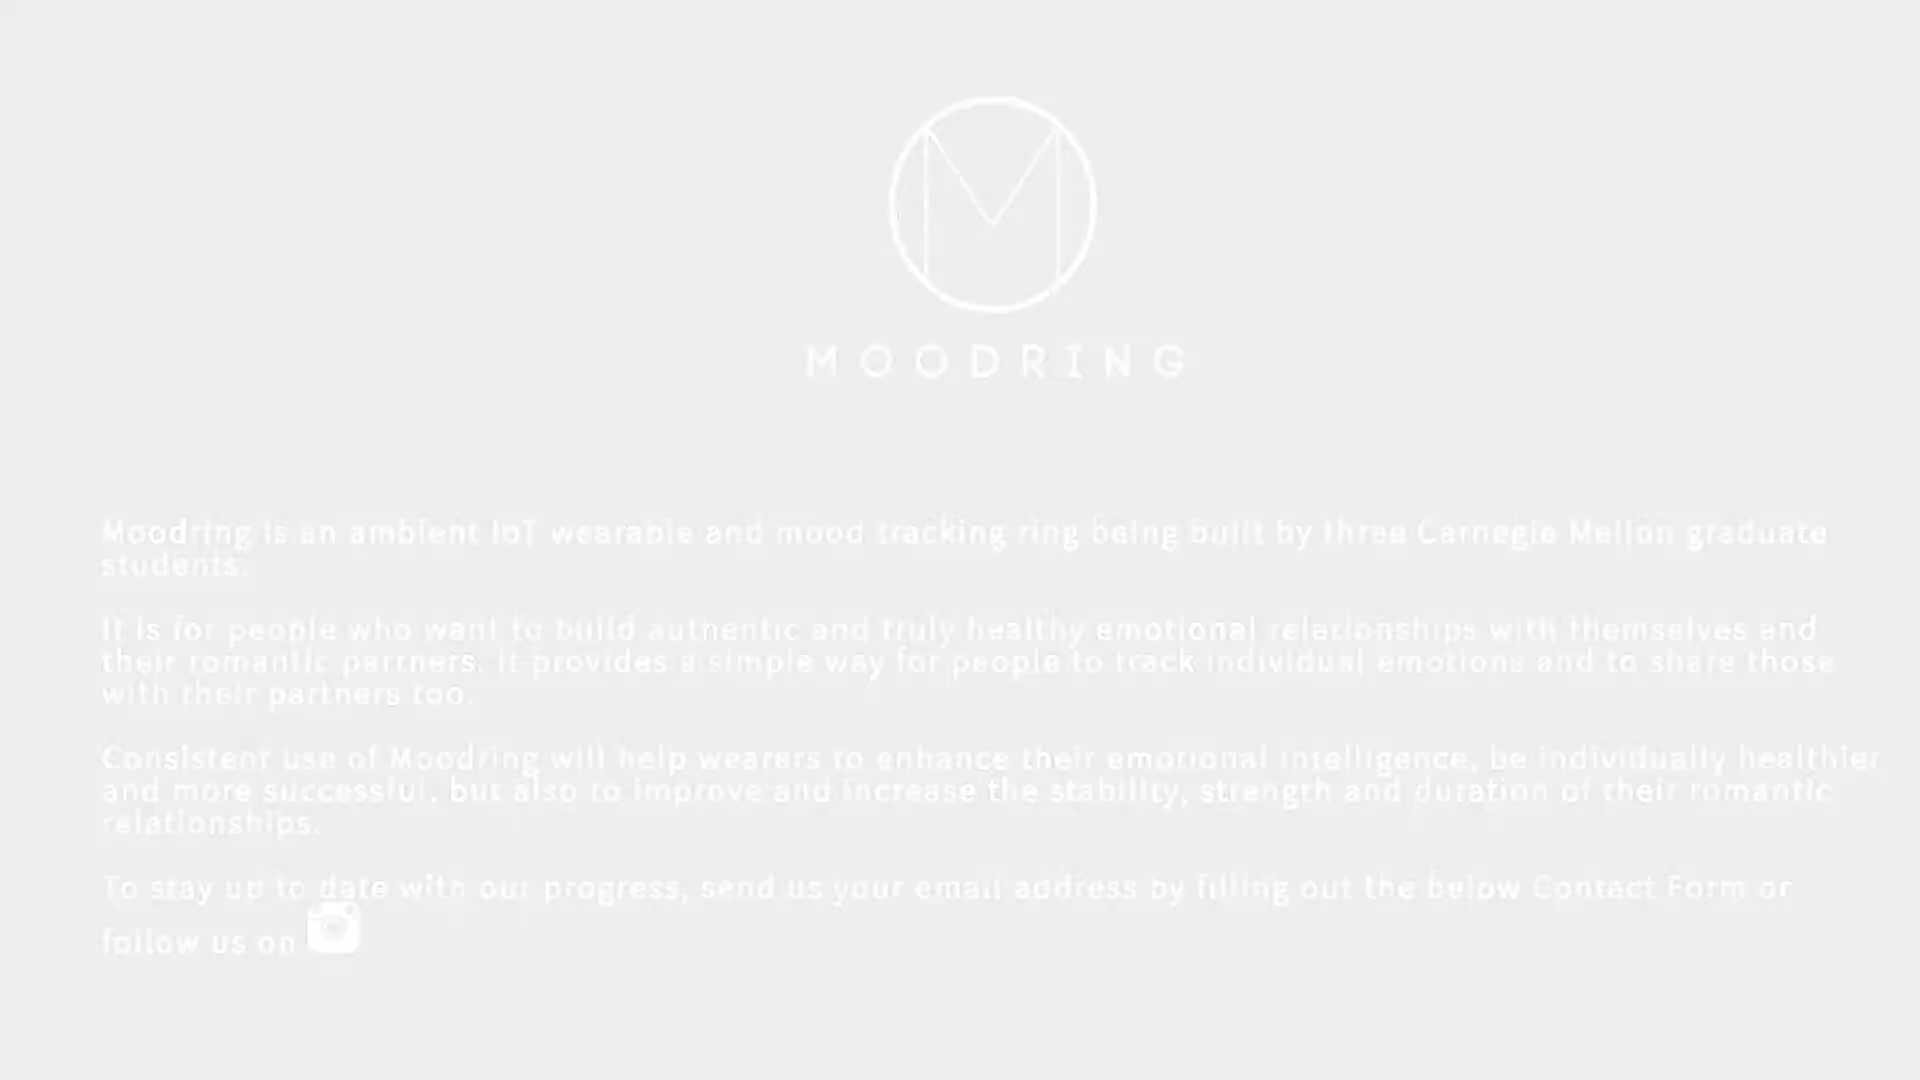 M
MOODRING
Moodring is an ambient IoT wearable and mood tracking ring being built by three Carnegie Mellon graduate
students.
It is for people who want to build authentic and truly healthy emotional relationships with themselves and
their romantic partners. It provides a simple way for people to track individual emotions and to share those
with their partners too.
Consistent use of Moodring will help wearers to enhance their emotional intelligence, be individually healthier
and more successful, but also to improve and increase the stability, strength and duration of their romantic
relationships.
To stay up to date with our progress, send us your email address by filling out the below Contact Form or
follow us on